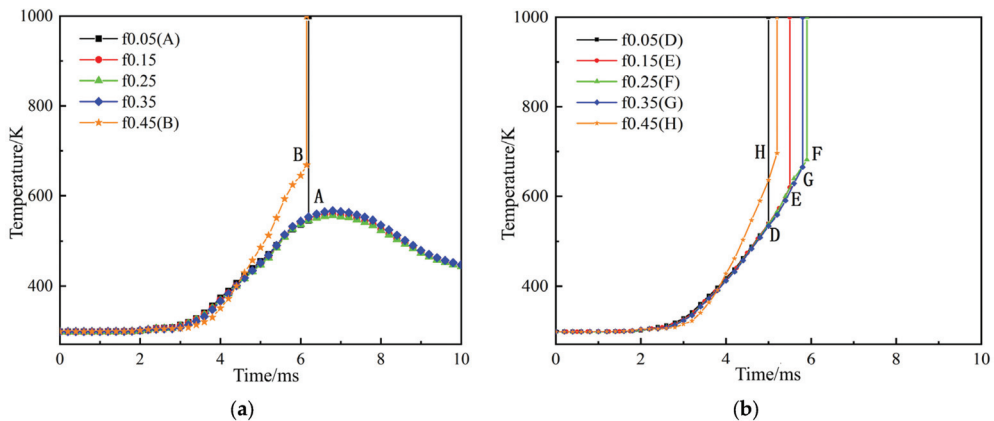 1000
800
600
400
Temperature/K
f0.05(A)
f0.15
f0.25
f0.35
f0.45(B)
B
A
0 2 4 6 8 10
Time/ms
(a)
1000
800
600
400
Temperature/K
f0.05(D)
f0.15(E)
f0.25(F)
f0.35(G)
f0.45(H)
H
F
G
E
D
0 2 4 6 8 10
Time/ms
(b)